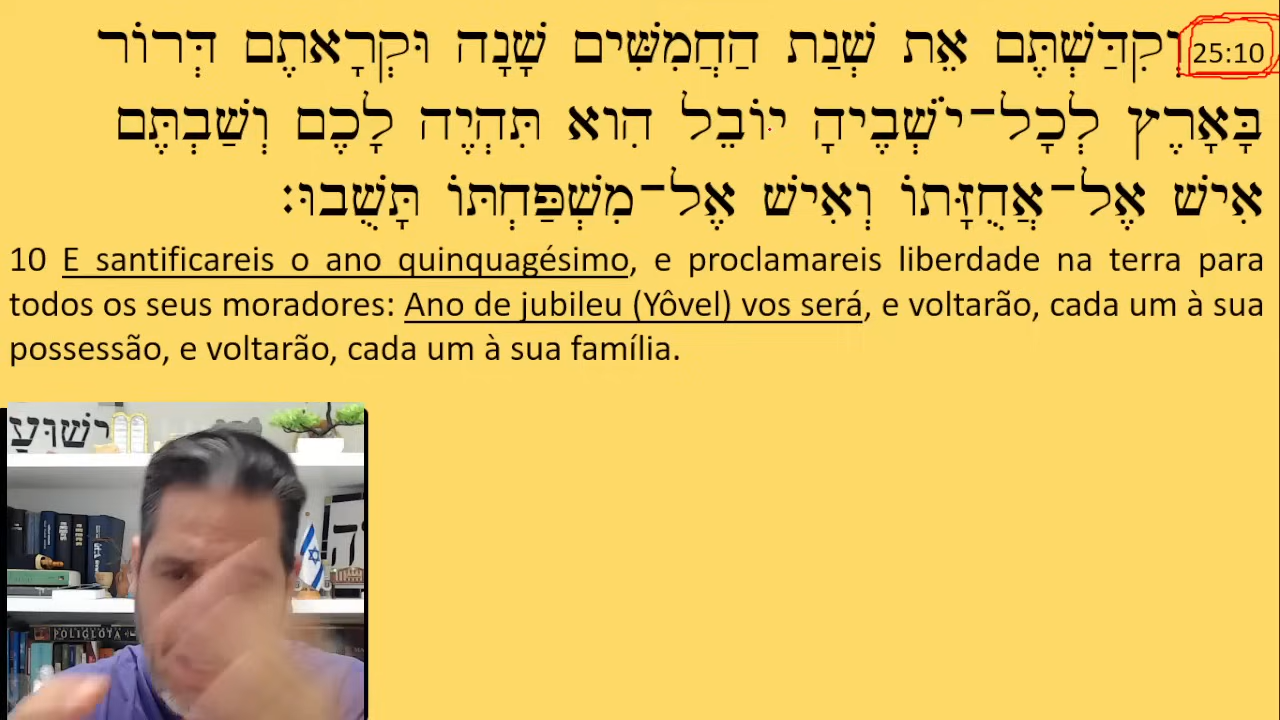 25:10 וְקִדַּשְׁתֶּם אֵת שְׁנַת הַחֲמִשִּׁים שָׁנָה וּקְרָאתֶם דְּרוֹר
בָּאָרֶץ לְכָל־יֹשְׁבֶיהָ יוֹבֵל הִוא תִּהְיֶה לָכֶם וְשַׁבְתֶּם
אִישׁ אֶל־אֲחֻזָּתוֹ וְאִישׁ אֶל־מִשְׁפַּחְתּוֹ תָּשֻׁבוּ׃
10 E santificareis o ano quinquagésimo, e proclamareis liberdade na terra para
todos os seus moradores: Ano de jubileu (Yôvel) vos será, e voltarão, cada um à sua
possessão, e voltarão, cada um à sua família.
ישוע
POLIGLOTA